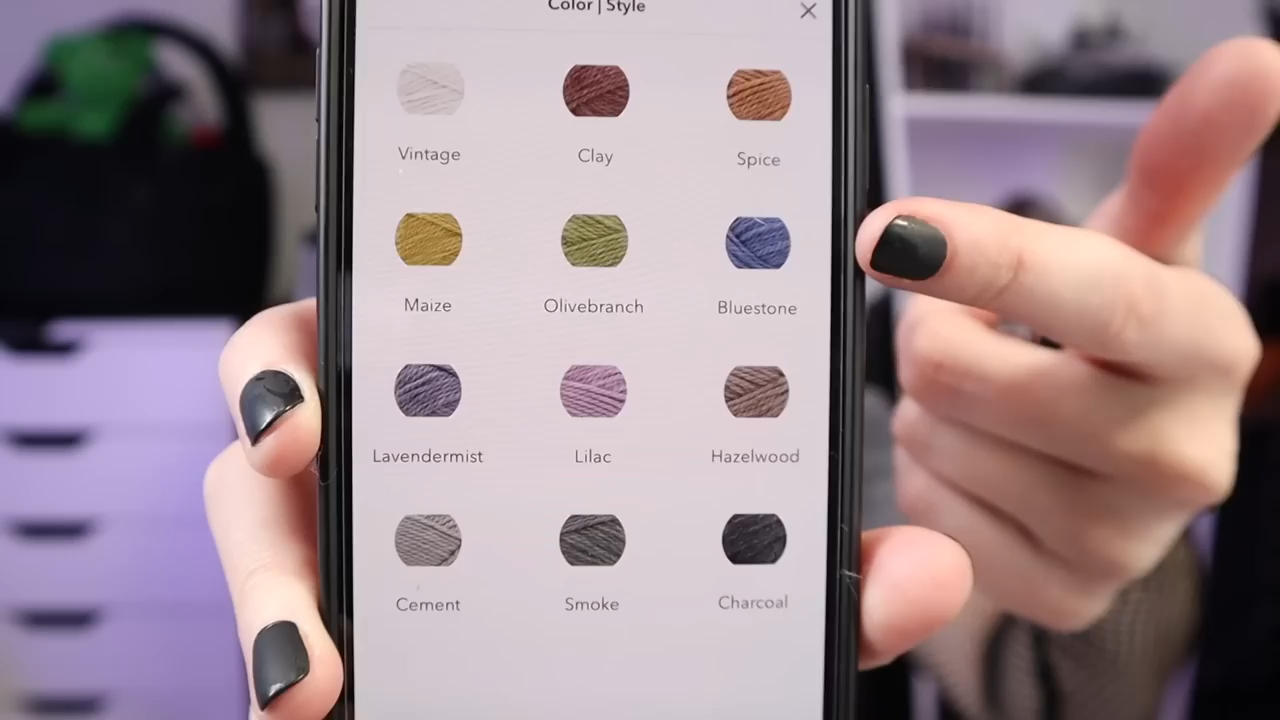 Color | Style
Vintage
Clay
Spice
Maize
Olivebranch
Bluestone
Lavendermist
Lilac
Hazelwood
Cement
Smoke
Charcoal